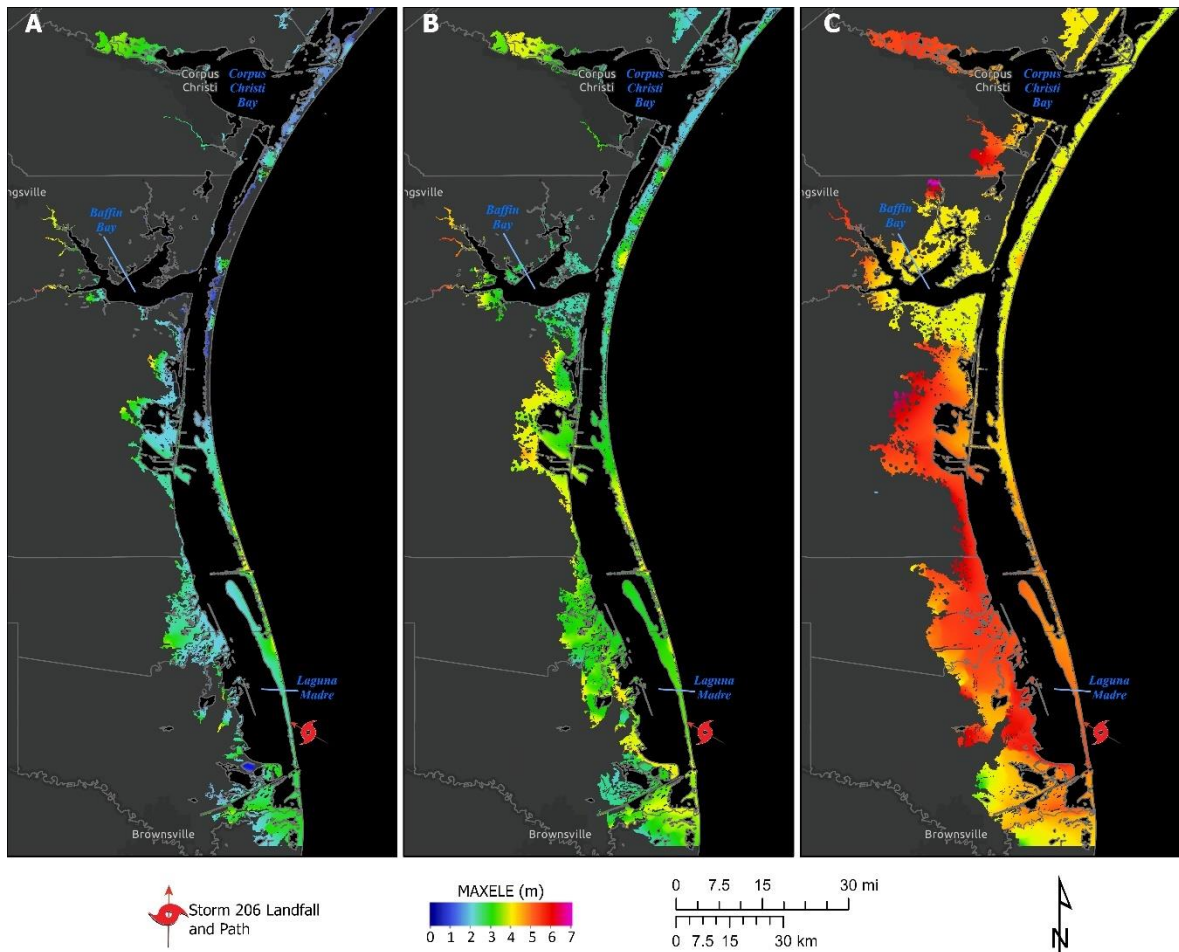 A
Corpus
Christi
Corpus
Christi
Bay
ngsville
Baffin
Bay
Laguna
Madre
Brownsville
B
Corpus
Christi
Corpus
Christi
Bay
Baffin
Bay
Laguna
Madre
Brownsville
C
Corpus
Christi
Corpus
Christi
Bay
ngsville
Baffin
Bay
Laguna
Madre
Brownsville
Storm 206 Landfall
and Path
MAXELE (m)
0 1 2 3 4 5 6 7
0 7.5 15 30 mi
0 7.5 15 30 km
N